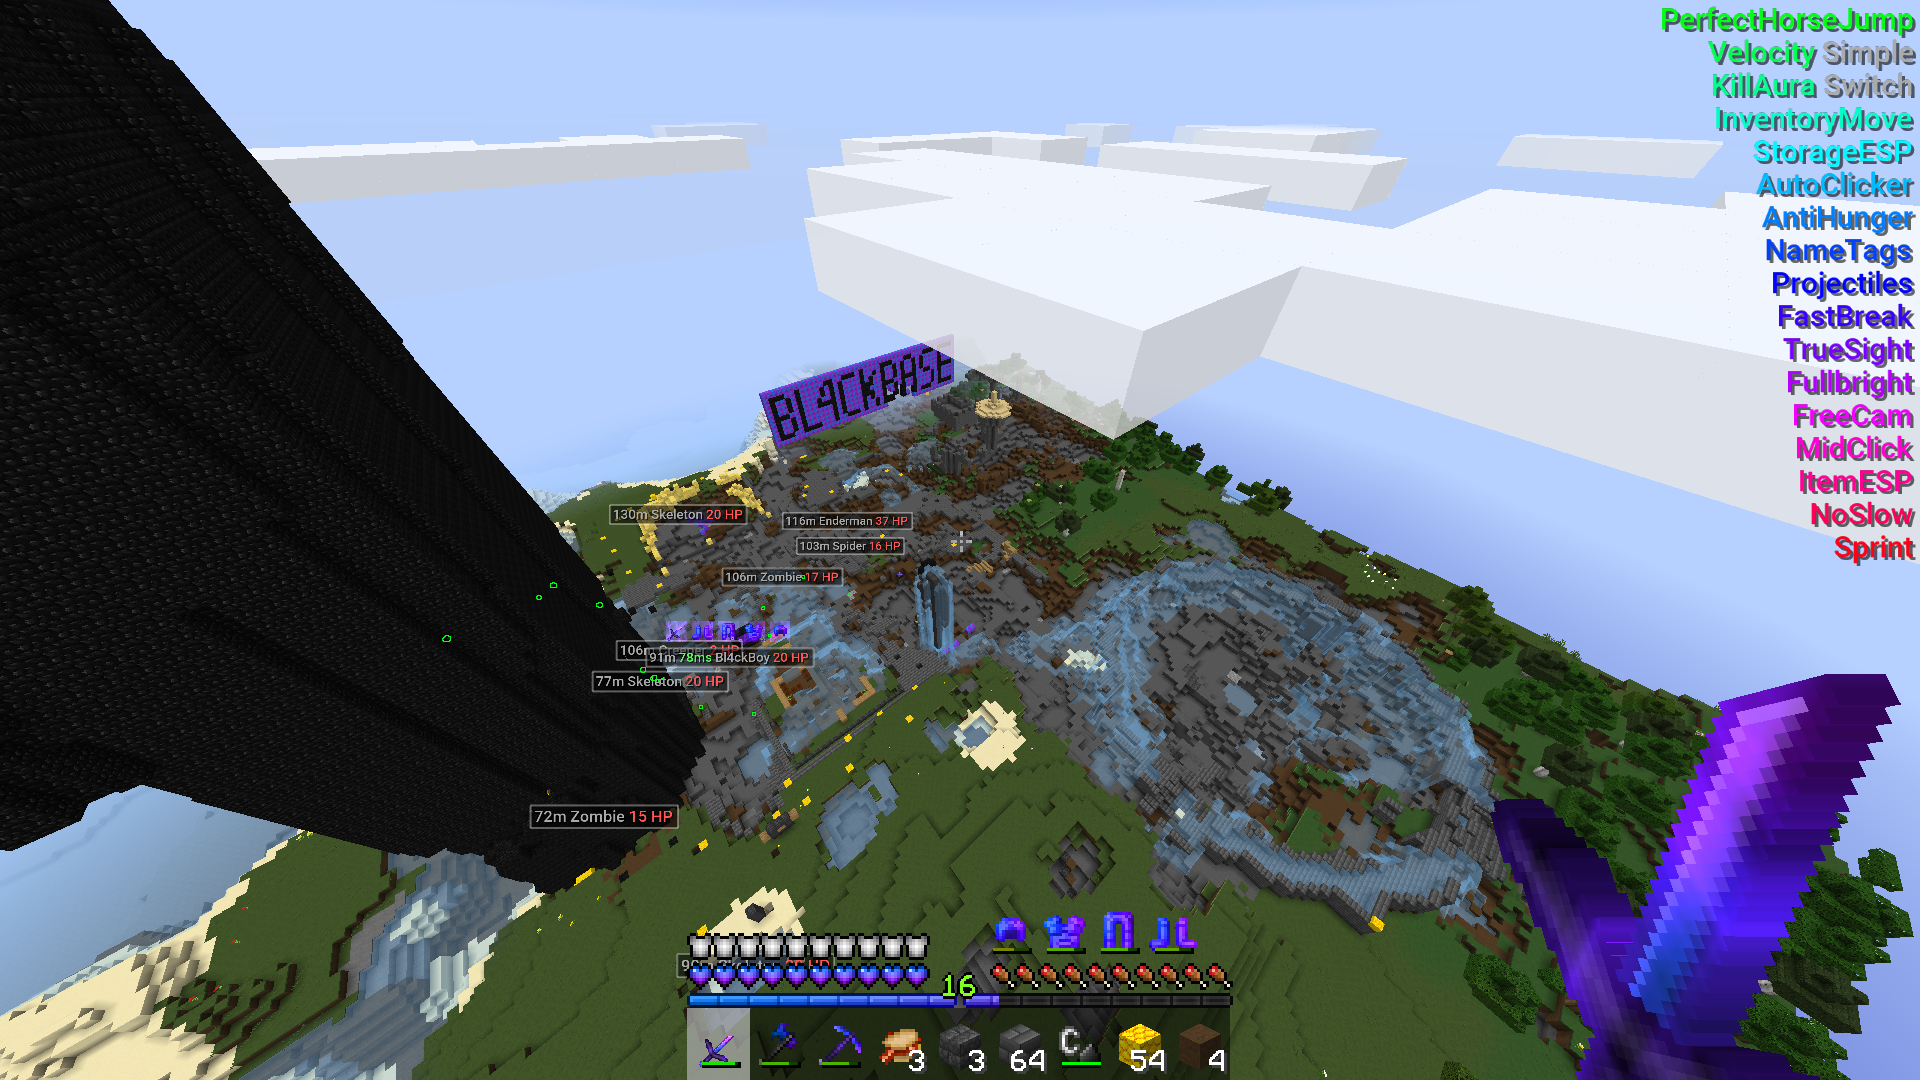 PerfectHorseJump
Velocity Simple
KillAura Switch
InventoryMove
StorageESP
AutoClicker
AntiHunger
NameTags
Projectiles
FastBreak
TrueSight
Fullbright
FreeCam
MidClick
ItemESP
NoSlow
Sprint
BL4CKBASE
130m Skeleton 20 HP
116m Enderman 37 HP
103m Spider 16 HP
106m Zombie 17 HP
106m Creeper
91m 78ms Bl4ckBoy 20 HP
77m Skeleton 20 HP
72m Zombie 15 HP
16
3
3
64
C
54
4